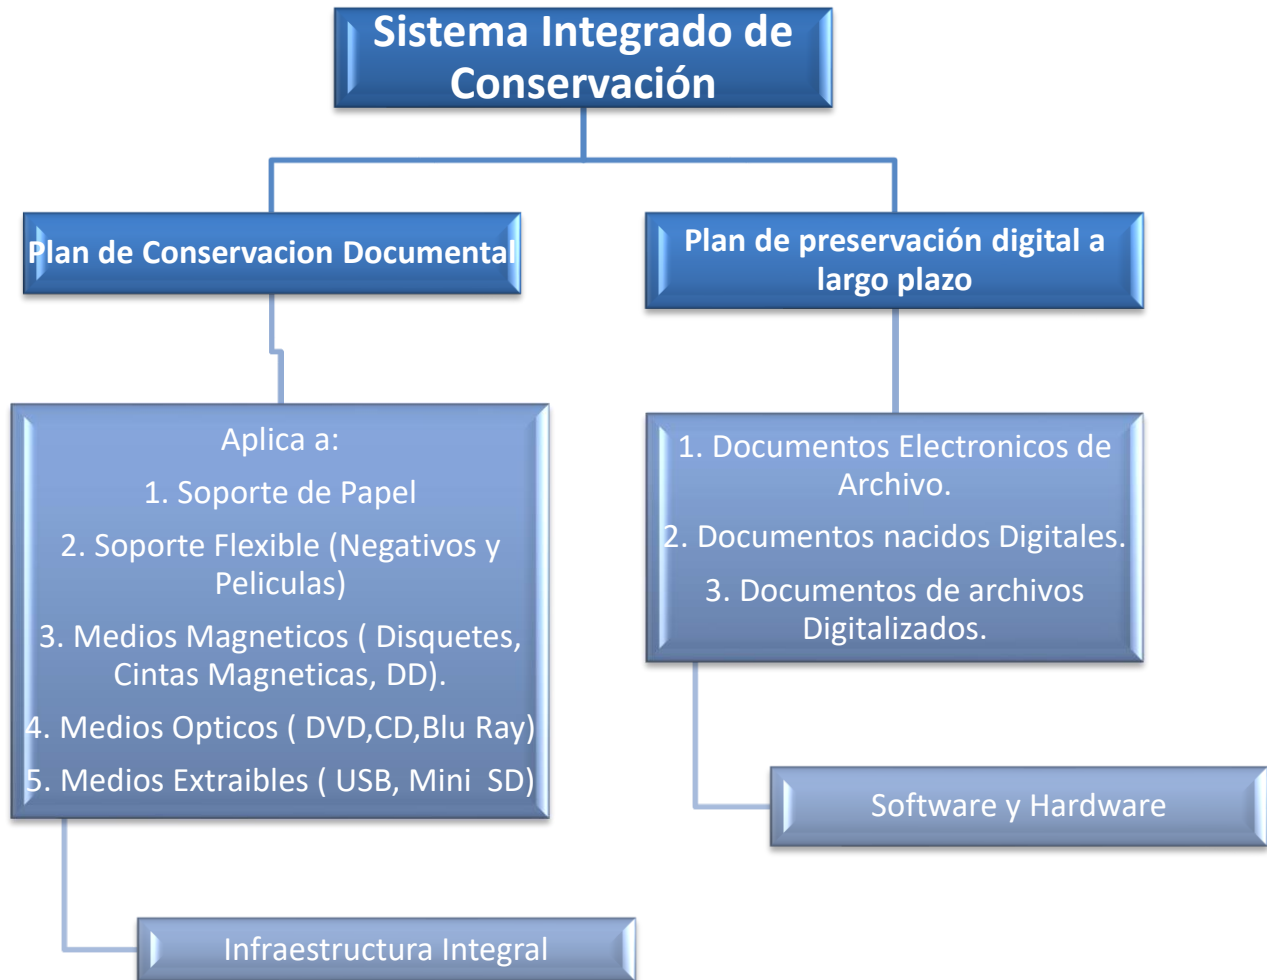 Sistema Integrado de
Conservación
Plan de Conservacion Documental
Plan de preservación digital a
largo plazo
Aplica a:
1. Soporte de Papel
2. Soporte Flexible (Negativos y
Peliculas)
3. Medios Magneticos ( Disquetes,
Cintas Magneticas, DD).
4. Medios Opticos ( DVD,CD,Blu Ray)
5. Medios Extraibles ( USB, Mini  SD)
1. Documentos Electronicos de
Archivo.
2. Documentos nacidos Digitales.
3. Documentos de archivos
Digitalizados.
Software y Hardware
Infraestructura Integral